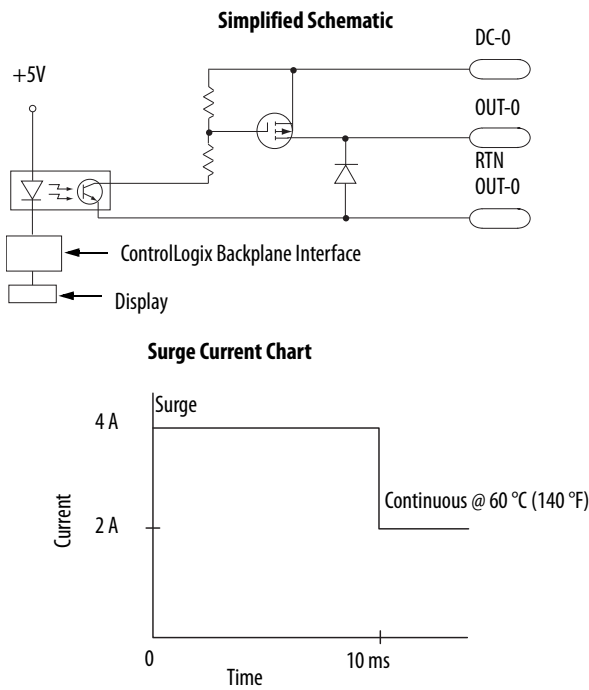 Simplified Schematic
DC-0
+5V
OUT-0
RTN
OUT-0
ControlLogix Backplane Interface
Display
Surge Current Chart
Surge
4 A
Continuous @ 60 °C (140 °F)
2 A
Current
0
10 ms
Time